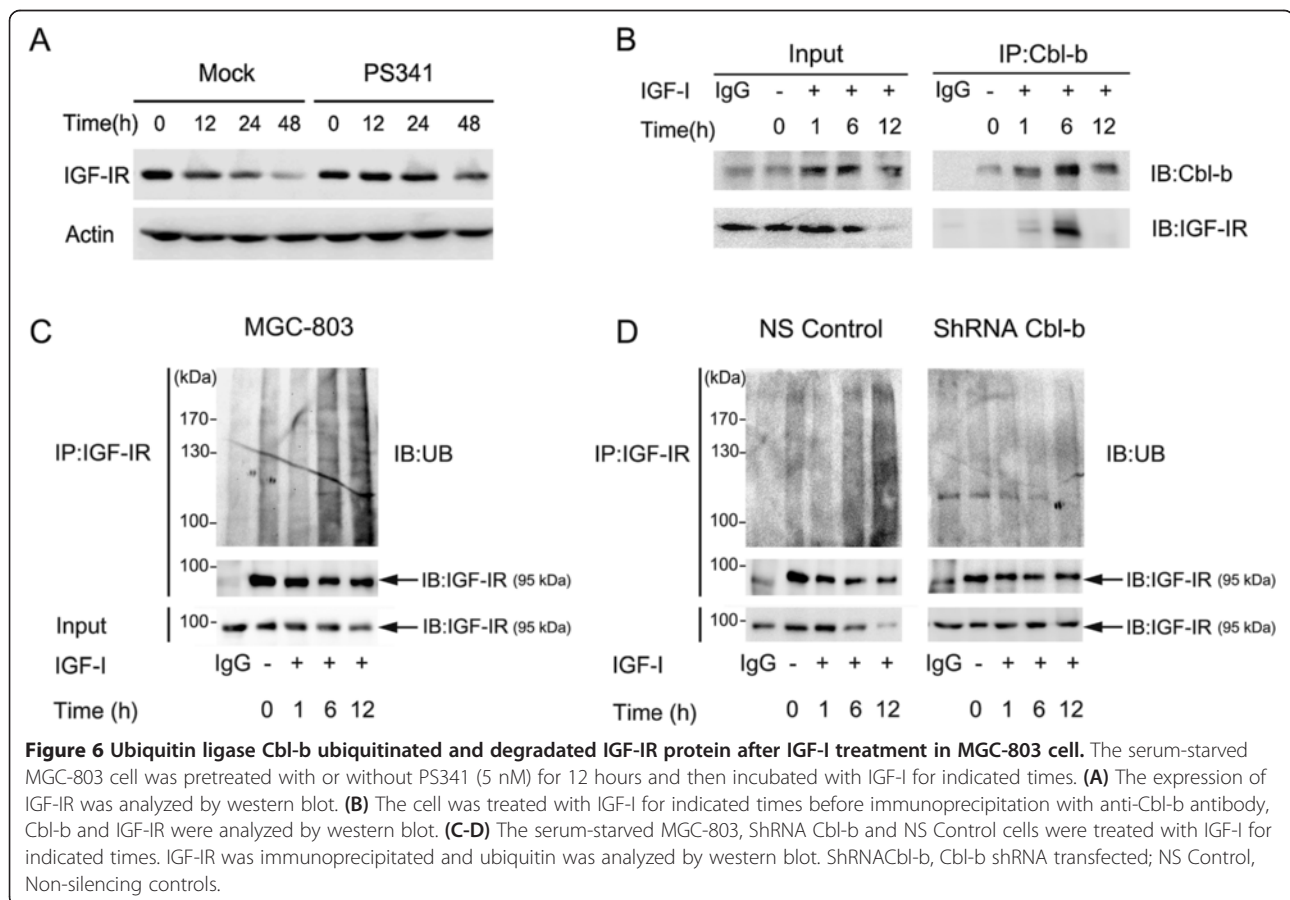 A
Mock PS341
Time(h) 0 12 24 48 0 12 24 48
IGF-IR
Actin
B
Input IP:Cbl-b
IGF-I IgG - + + + IgG - + + +
Time(h) 0 1 6 12 0 1 6 12
IB:Cbl-b
IB:IGF-IR
C
MGC-803
(kDa)
170-
130-
100-
IP:IGF-IR IB:UB
100-
IB:IGF-IR (95 kDa)
Input 100- IB:IGF-IR (95 kDa)
IGF-I IgG - + + +
Time (h) 0 1 6 12
D
NS Control ShRNA Cbl-b
(kDa)
170-
130-
100-
IP:IGF-IR IB:UB
100-
IB:IGF-IR (95 kDa)
100- IB:IGF-IR (95 kDa)
IGF-I IgG - + + + IgG - + + +
Time (h) 0 1 6 12 0 1 6 12
Figure 6 Ubiquitin ligase Cbl-b ubiquitinated and degradated IGF-IR protein after IGF-I treatment in MGC-803 cell. The serum-starved
MGC-803 cell was pretreated with or without PS341 (5 nM) for 12 hours and then incubated with IGF-I for indicated times. (A) The expression of
IGF-IR was analyzed by western blot. (B) The cell was treated with IGF-I for indicated times before immunoprecipitation with anti-Cbl-b antibody,
Cbl-b and IGF-IR were analyzed by western blot. (C-D) The serum-starved MGC-803, ShRNA Cbl-b and NS Control cells were treated with IGF-I for
indicated times. IGF-IR was immunoprecipitated and ubiquitin was analyzed by western blot. ShRNACbl-b, Cbl-b shRNA transfected; NS Control,
Non-silencing controls.